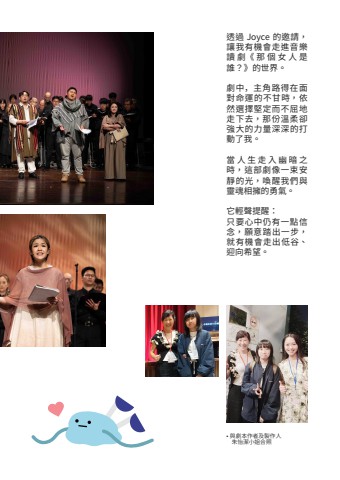 透過 Joyce 的邀請，
讓我有機會走進音樂
讀劇《那個女人是
誰？》的世界。
劇中，主角路得在面
對命運的不甘時，依
然選擇堅定而不屈地
走下去，那份溫柔卻
強大的力量深深的打
動了我。
當人生走入幽暗之
時，這部劇像一束安
靜的光，喚醒我們與
靈魂相擁的勇氣。
它輕聲提醒：
只要心中仍有一點信
念，願意踏出一步，
就有機會走出低谷、
迎向希望。
• 與劇本作者及製作人
朱怡潔小姐合照